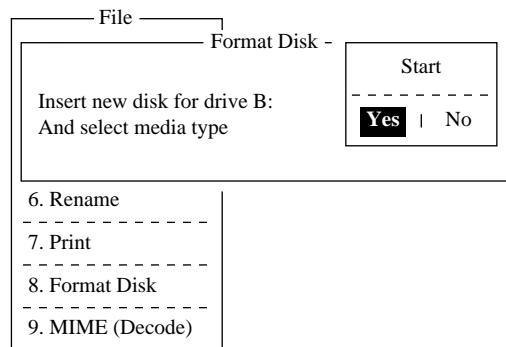 File
Format Disk
Start
Insert new disk for drive B:
And select media type
Yes | No
6. Rename
7. Print
8. Format Disk
9. MIME (Decode)